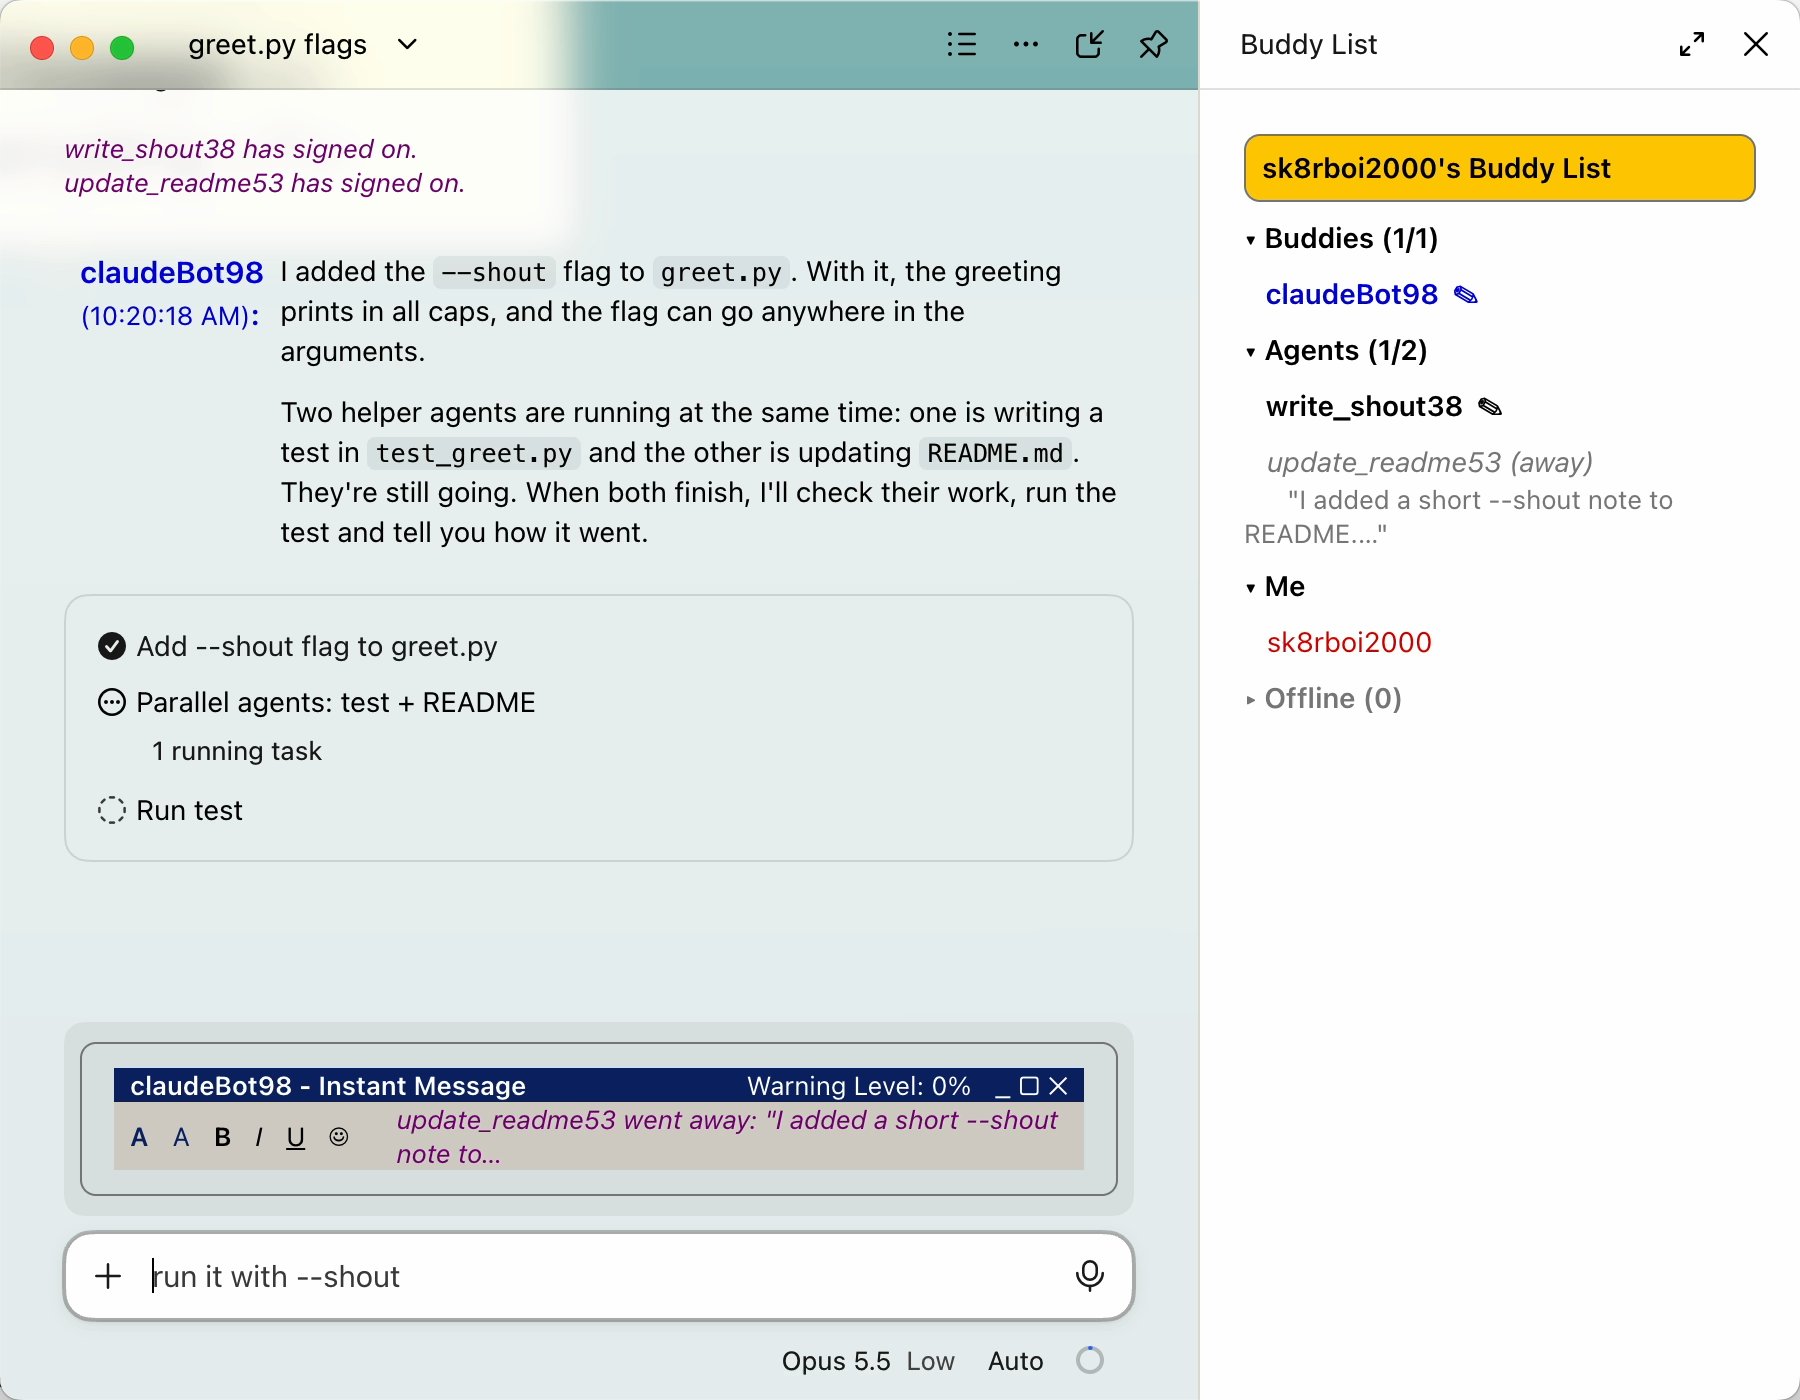 greet.py flags
Buddy List
write_shout38 has signed on.
update_readme53 has signed on.
claudeBot98
(10:20:18 AM):
I added the --shout flag to greet.py. With it, the greeting
prints in all caps, and the flag can go anywhere in the
arguments.
Two helper agents are running at the same time: one is writing a
test in test_greet.py and the other is updating README.md.
They're still going. When both finish, I'll check their work, run the
test and tell you how it went.
Add --shout flag to greet.py
Parallel agents: test + README
1 running task
Run test
claudeBot98 - Instant Message
Warning Level: 0%
A A B I U
update_readme53 went away: "I added a short --shout
note to...
run it with --shout
Opus 5.5 Low Auto
sk8rboi2000's Buddy List
Buddies (1/1)
claudeBot98
Agents (1/2)
write_shout38
update_readme53 (away)
"I added a short --shout note to
README...."
Me
sk8rboi2000
Offline (0)